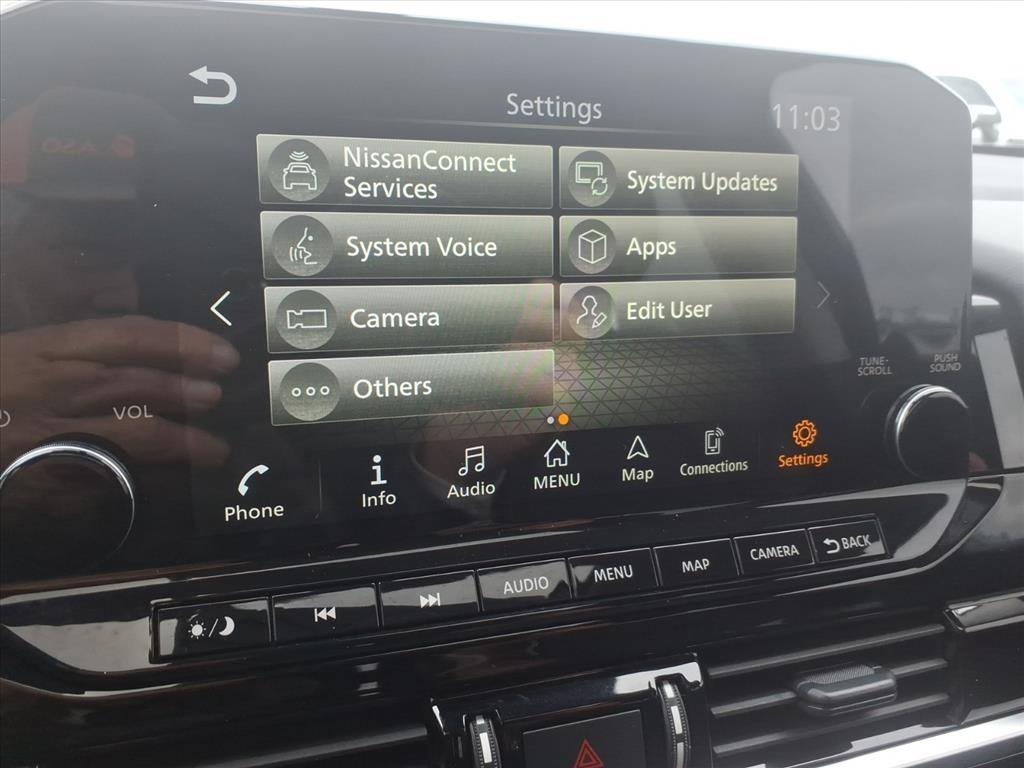 Settings
11:03
NissanConnect
Services
System Updates
System Voice
Apps
Camera
Edit User
Others
TUNE·
SCROLL
PUSH
SOUND
VOL
Phone
Info
Audio
MENU
Map
Connections
Settings
AUDIO
MENU
MAP
CAMERA
BACK